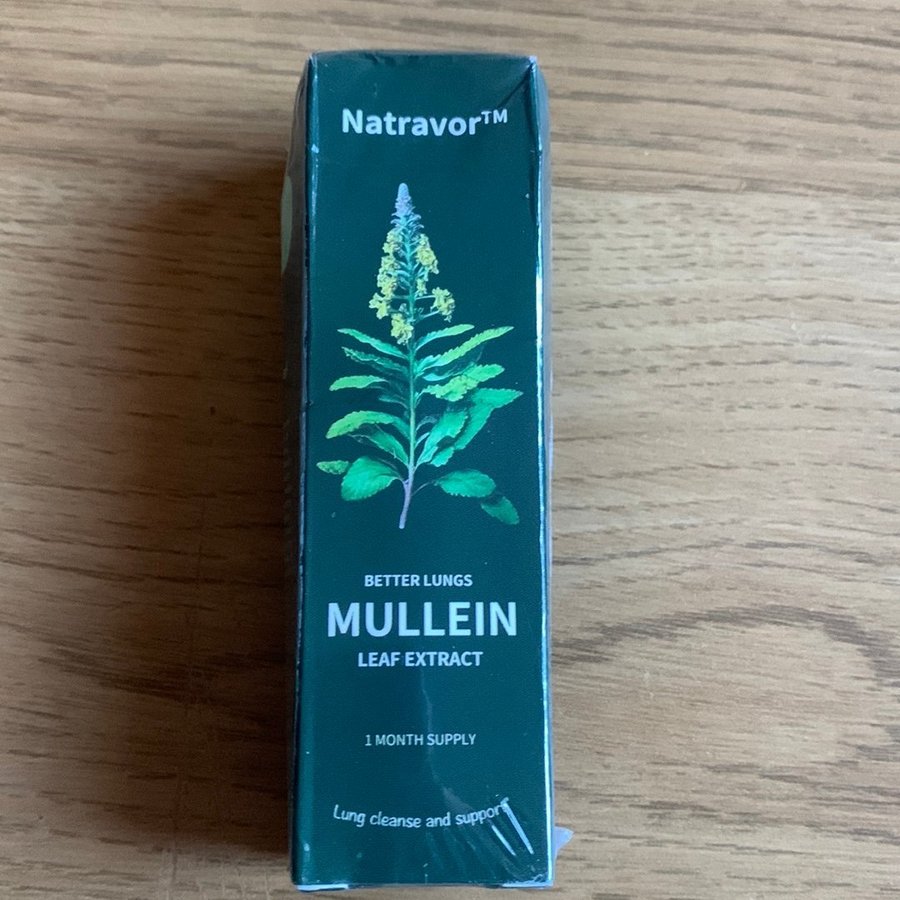 Natravor™
BETTER LUNGS
MULLEIN
LEAF EXTRACT
1 MONTH SUPPLY
Lung cleanse and support